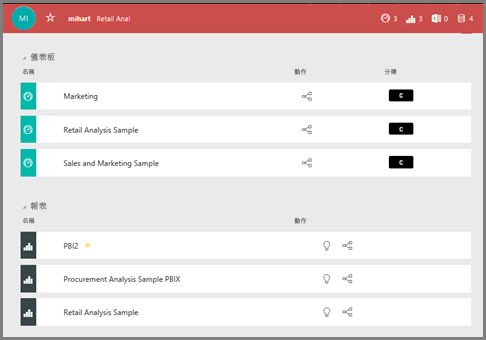 MI mihart Retail Anal 3 3 0 4
儀表板
名稱 動作 分類
Marketing C
Retail Analysis Sample C
Sales and Marketing Sample C
報表
名稱 動作
PBI2
Procurement Analysis Sample PBIX
Retail Analysis Sample